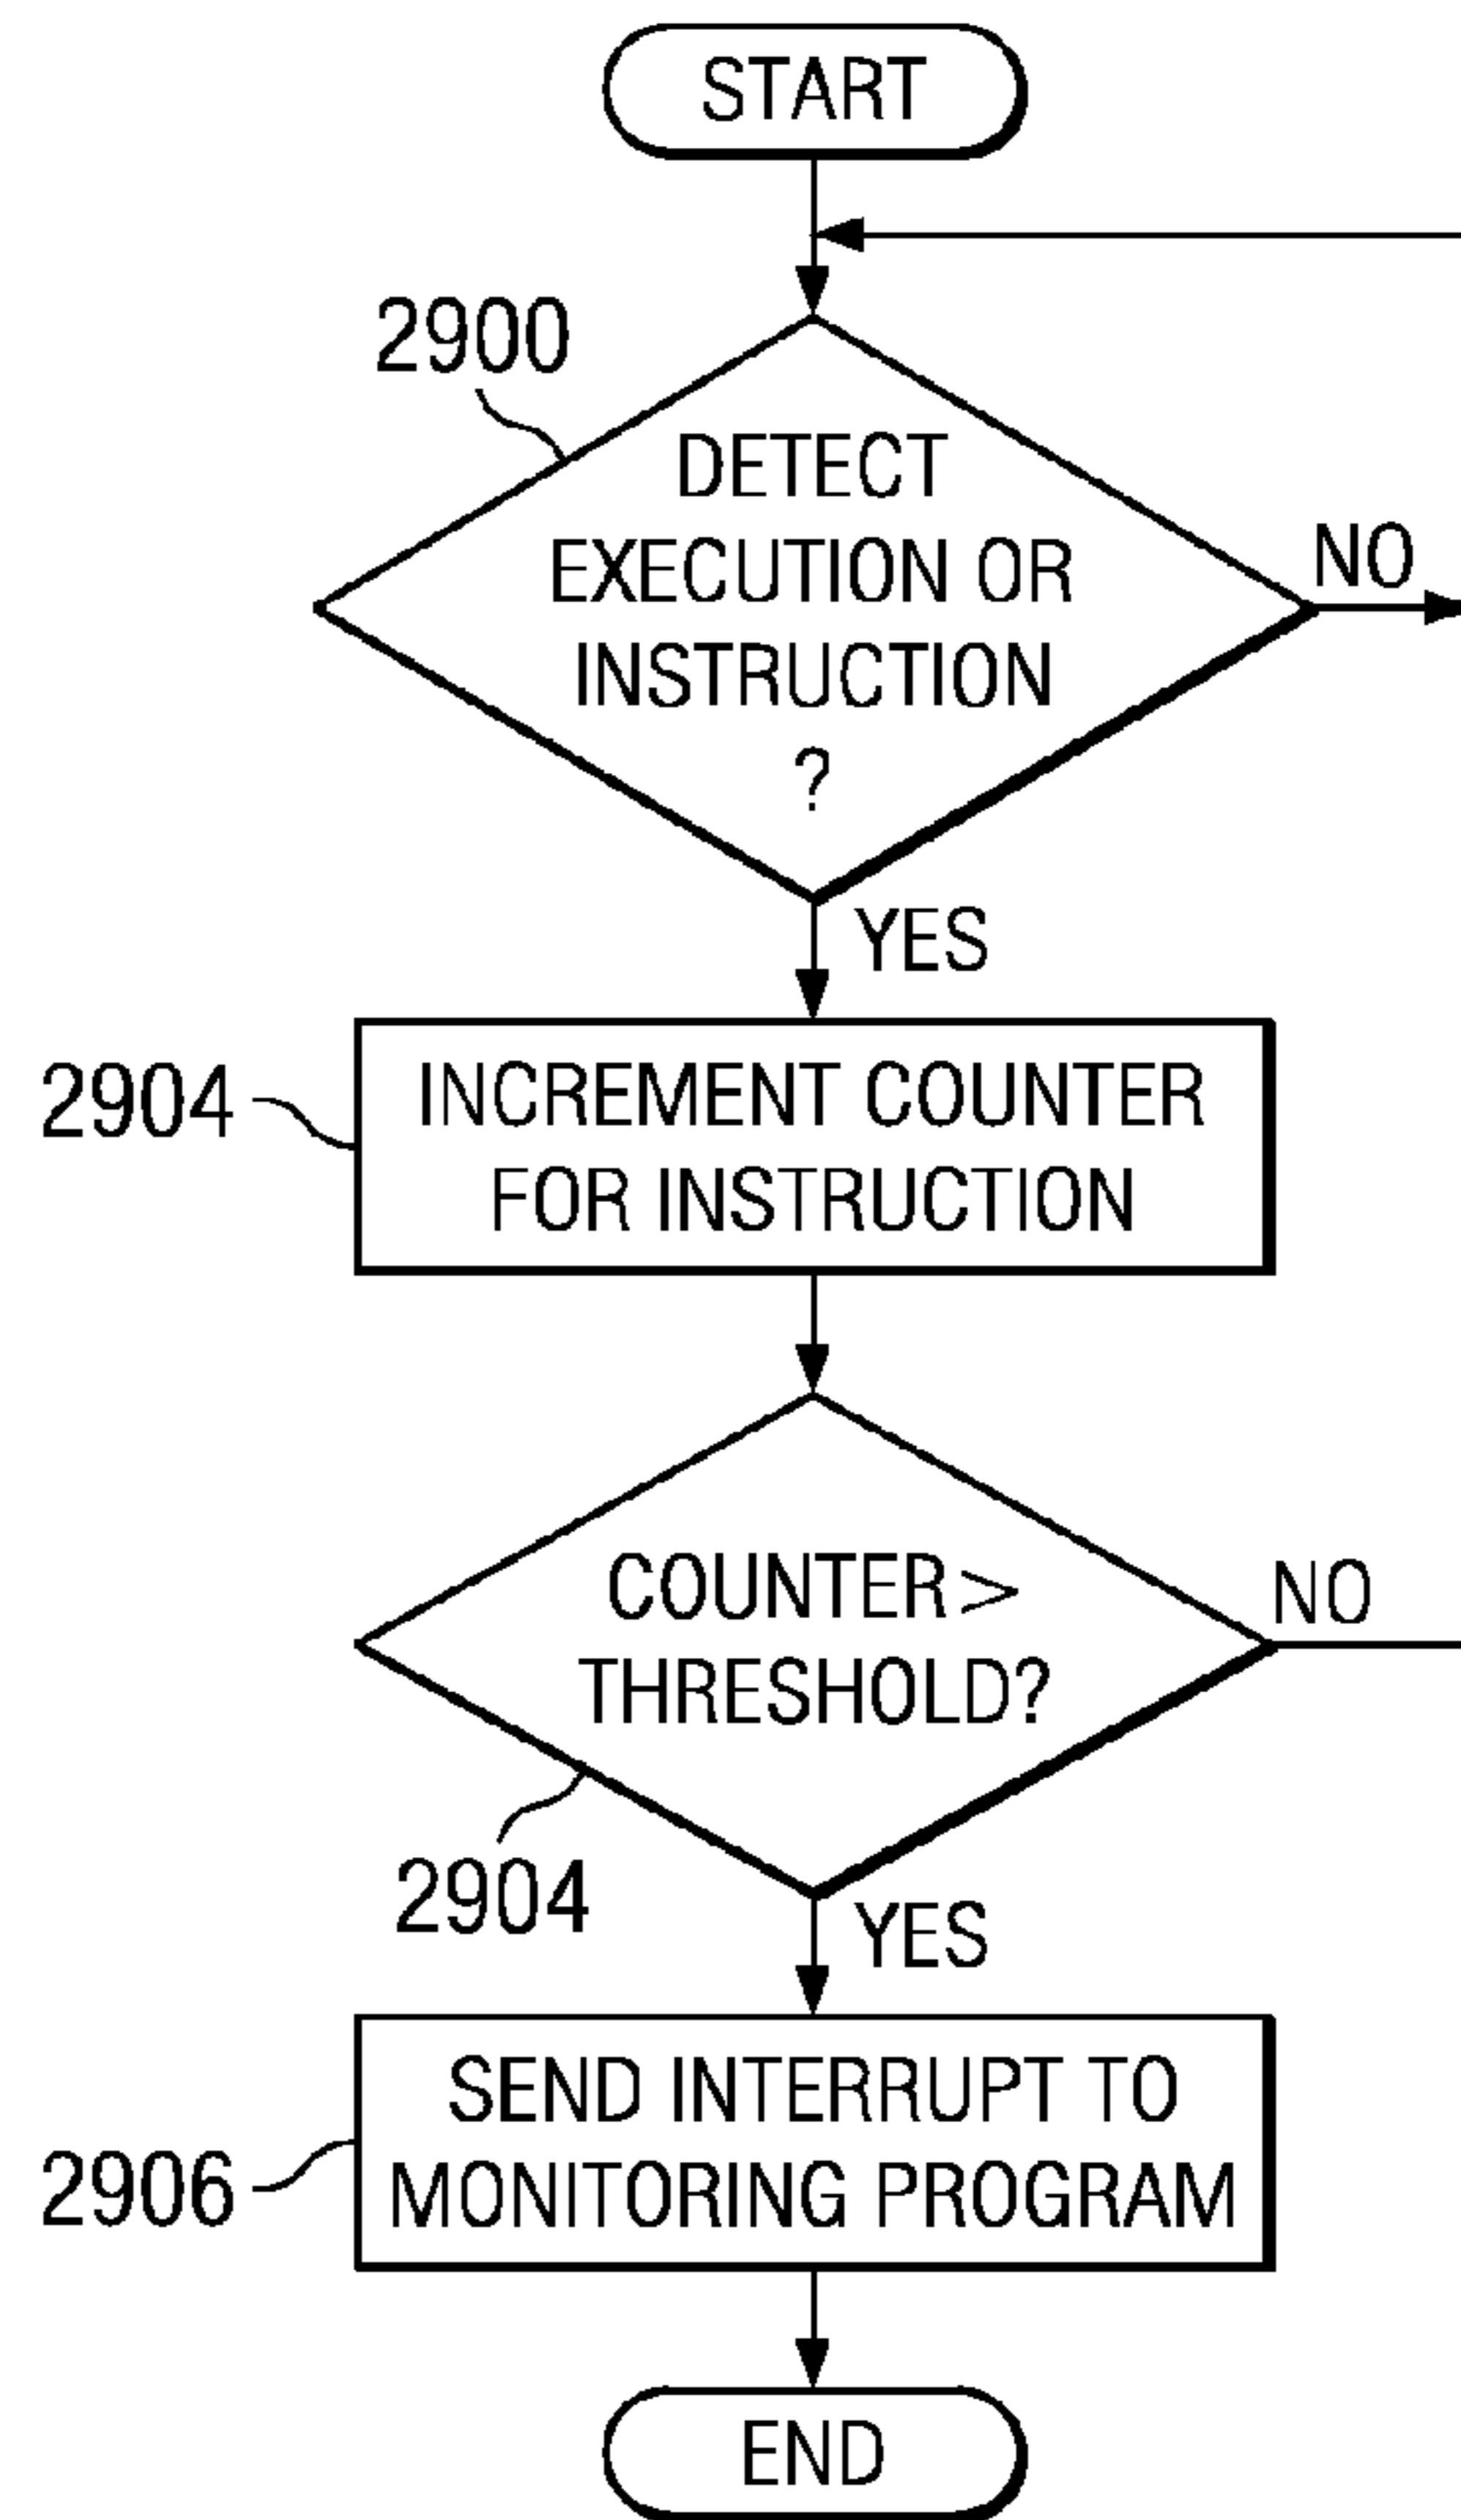 START
2900
DETECT
EXECUTION OR
INSTRUCTION
?
NO
YES
2904
INCREMENT COUNTER
FOR INSTRUCTION
COUNTER>
THRESHOLD?
NO
2904
YES
SEND INTERRUPT TO
MONITORING PROGRAM
2906
END